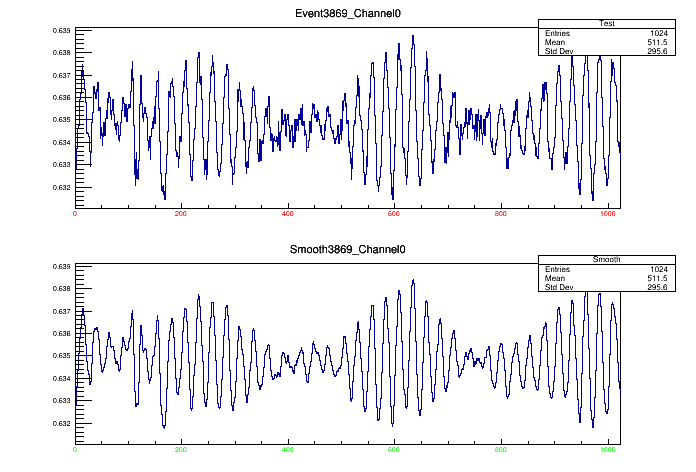 Event3869_Channel0
Test
Entries 1024
Mean 511.5
Std Dev 295.6
0.639
0.638
0.637
0.636
0.635
0.634
0.633
0.632
0 200 400 600 800 1000
Smooth3869_Channel0
Smooth
Entries 1024
Mean 511.5
Std Dev 295.6
0.639
0.638
0.637
0.636
0.635
0.634
0.633
0.632
0 200 400 600 800 1000